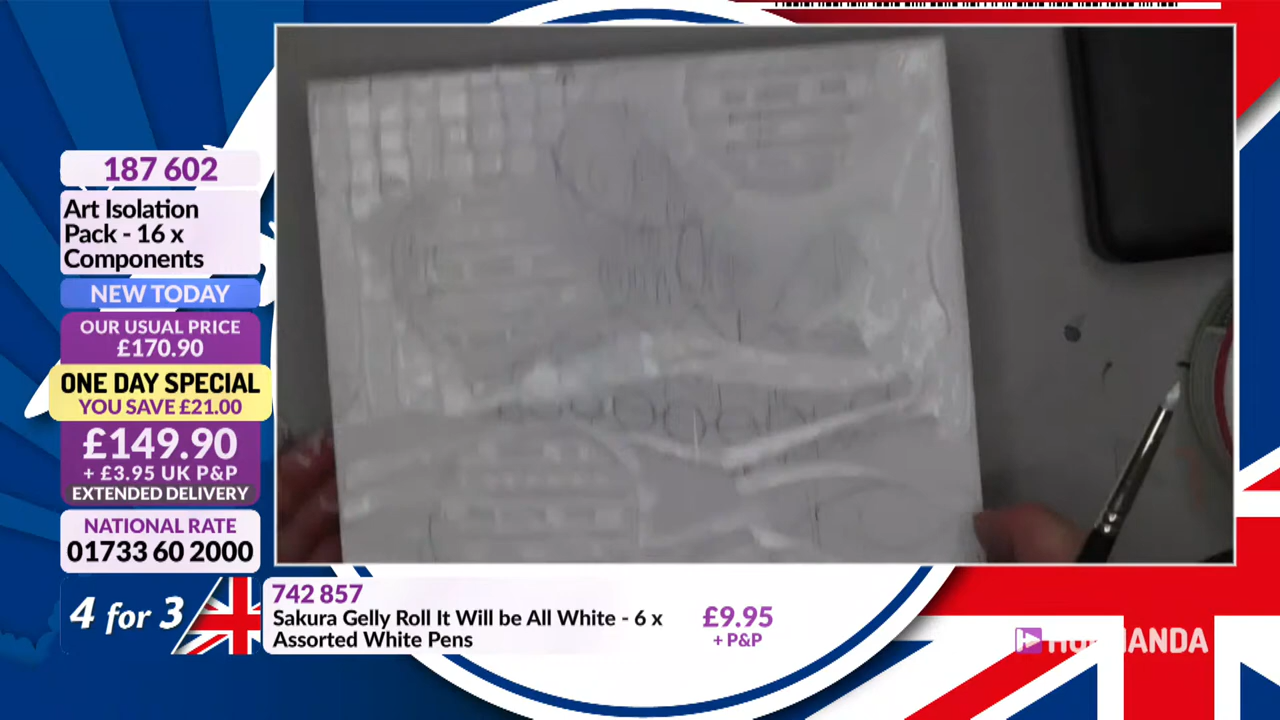 187 602
Art Isolation
Pack - 16 x
Components
NEW TODAY
OUR USUAL PRICE
£170.90
ONE DAY SPECIAL
YOU SAVE £21.00
£149.90
+ £3.95 UK P&P
EXTENDED DELIVERY
NATIONAL RATE
01733 60 2000
4 for 3
742 857
Sakura Gelly Roll It Will be All White - 6 x
Assorted White Pens
£9.95
+ P&P